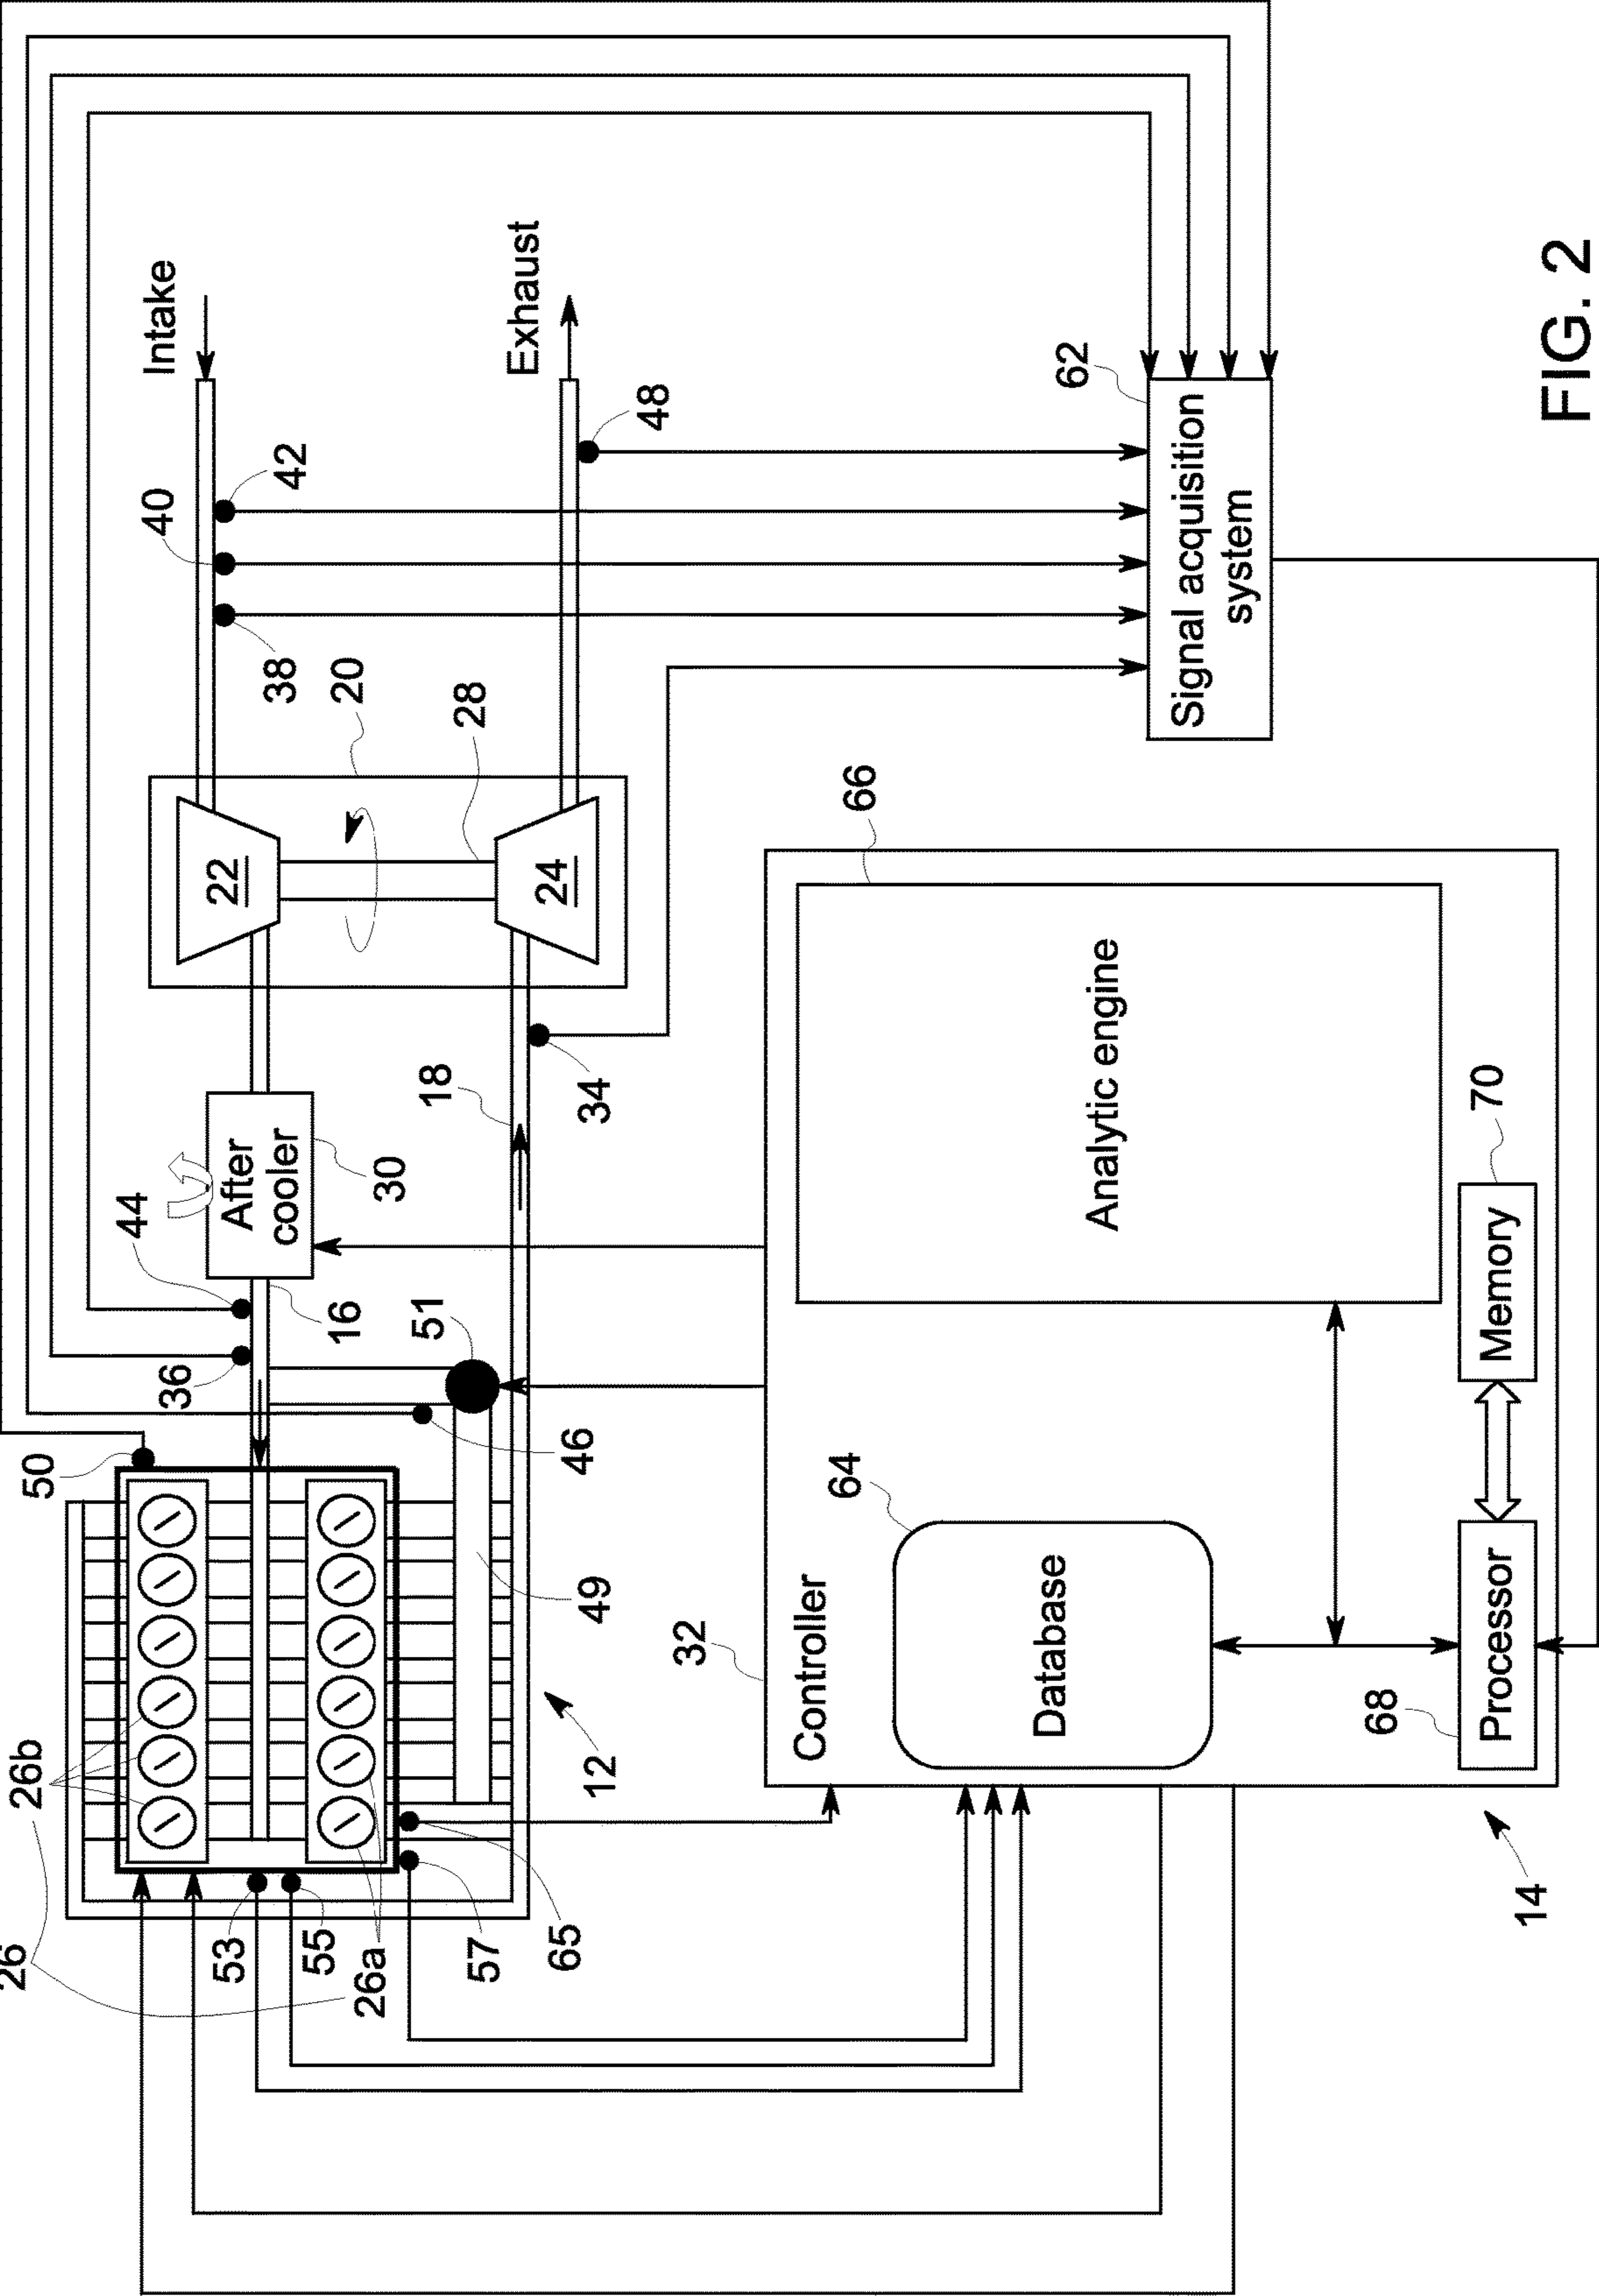 26
26b
50
36
44
Intake
40
42
38
20
28
22
24
Exhaust
48
After
cooler
30
16
18
34
51
46
49
12
53
55
26a
57
65
32
Controller
64
Database
66
Analytic engine
68
Processor
Memory
70
62
Signal acquisition
system
14
FIG. 2